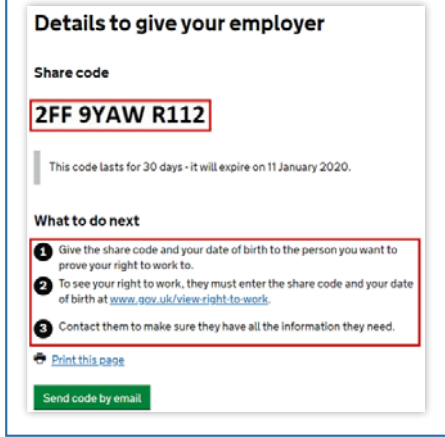 Details to give your employer
Share code
2FF 9YAW R112
This code lasts for 30 days - it will expire on 11 January 2020.
What to do next
1 Give the share code and your date of birth to the person you want to
prove your right to work to.
2 To see your right to work, they must enter the share code and your date
of birth at www.gov.uk/view-right-to-work.
3 Contact them to make sure they have all the information they need.
Print this page
Send code by email